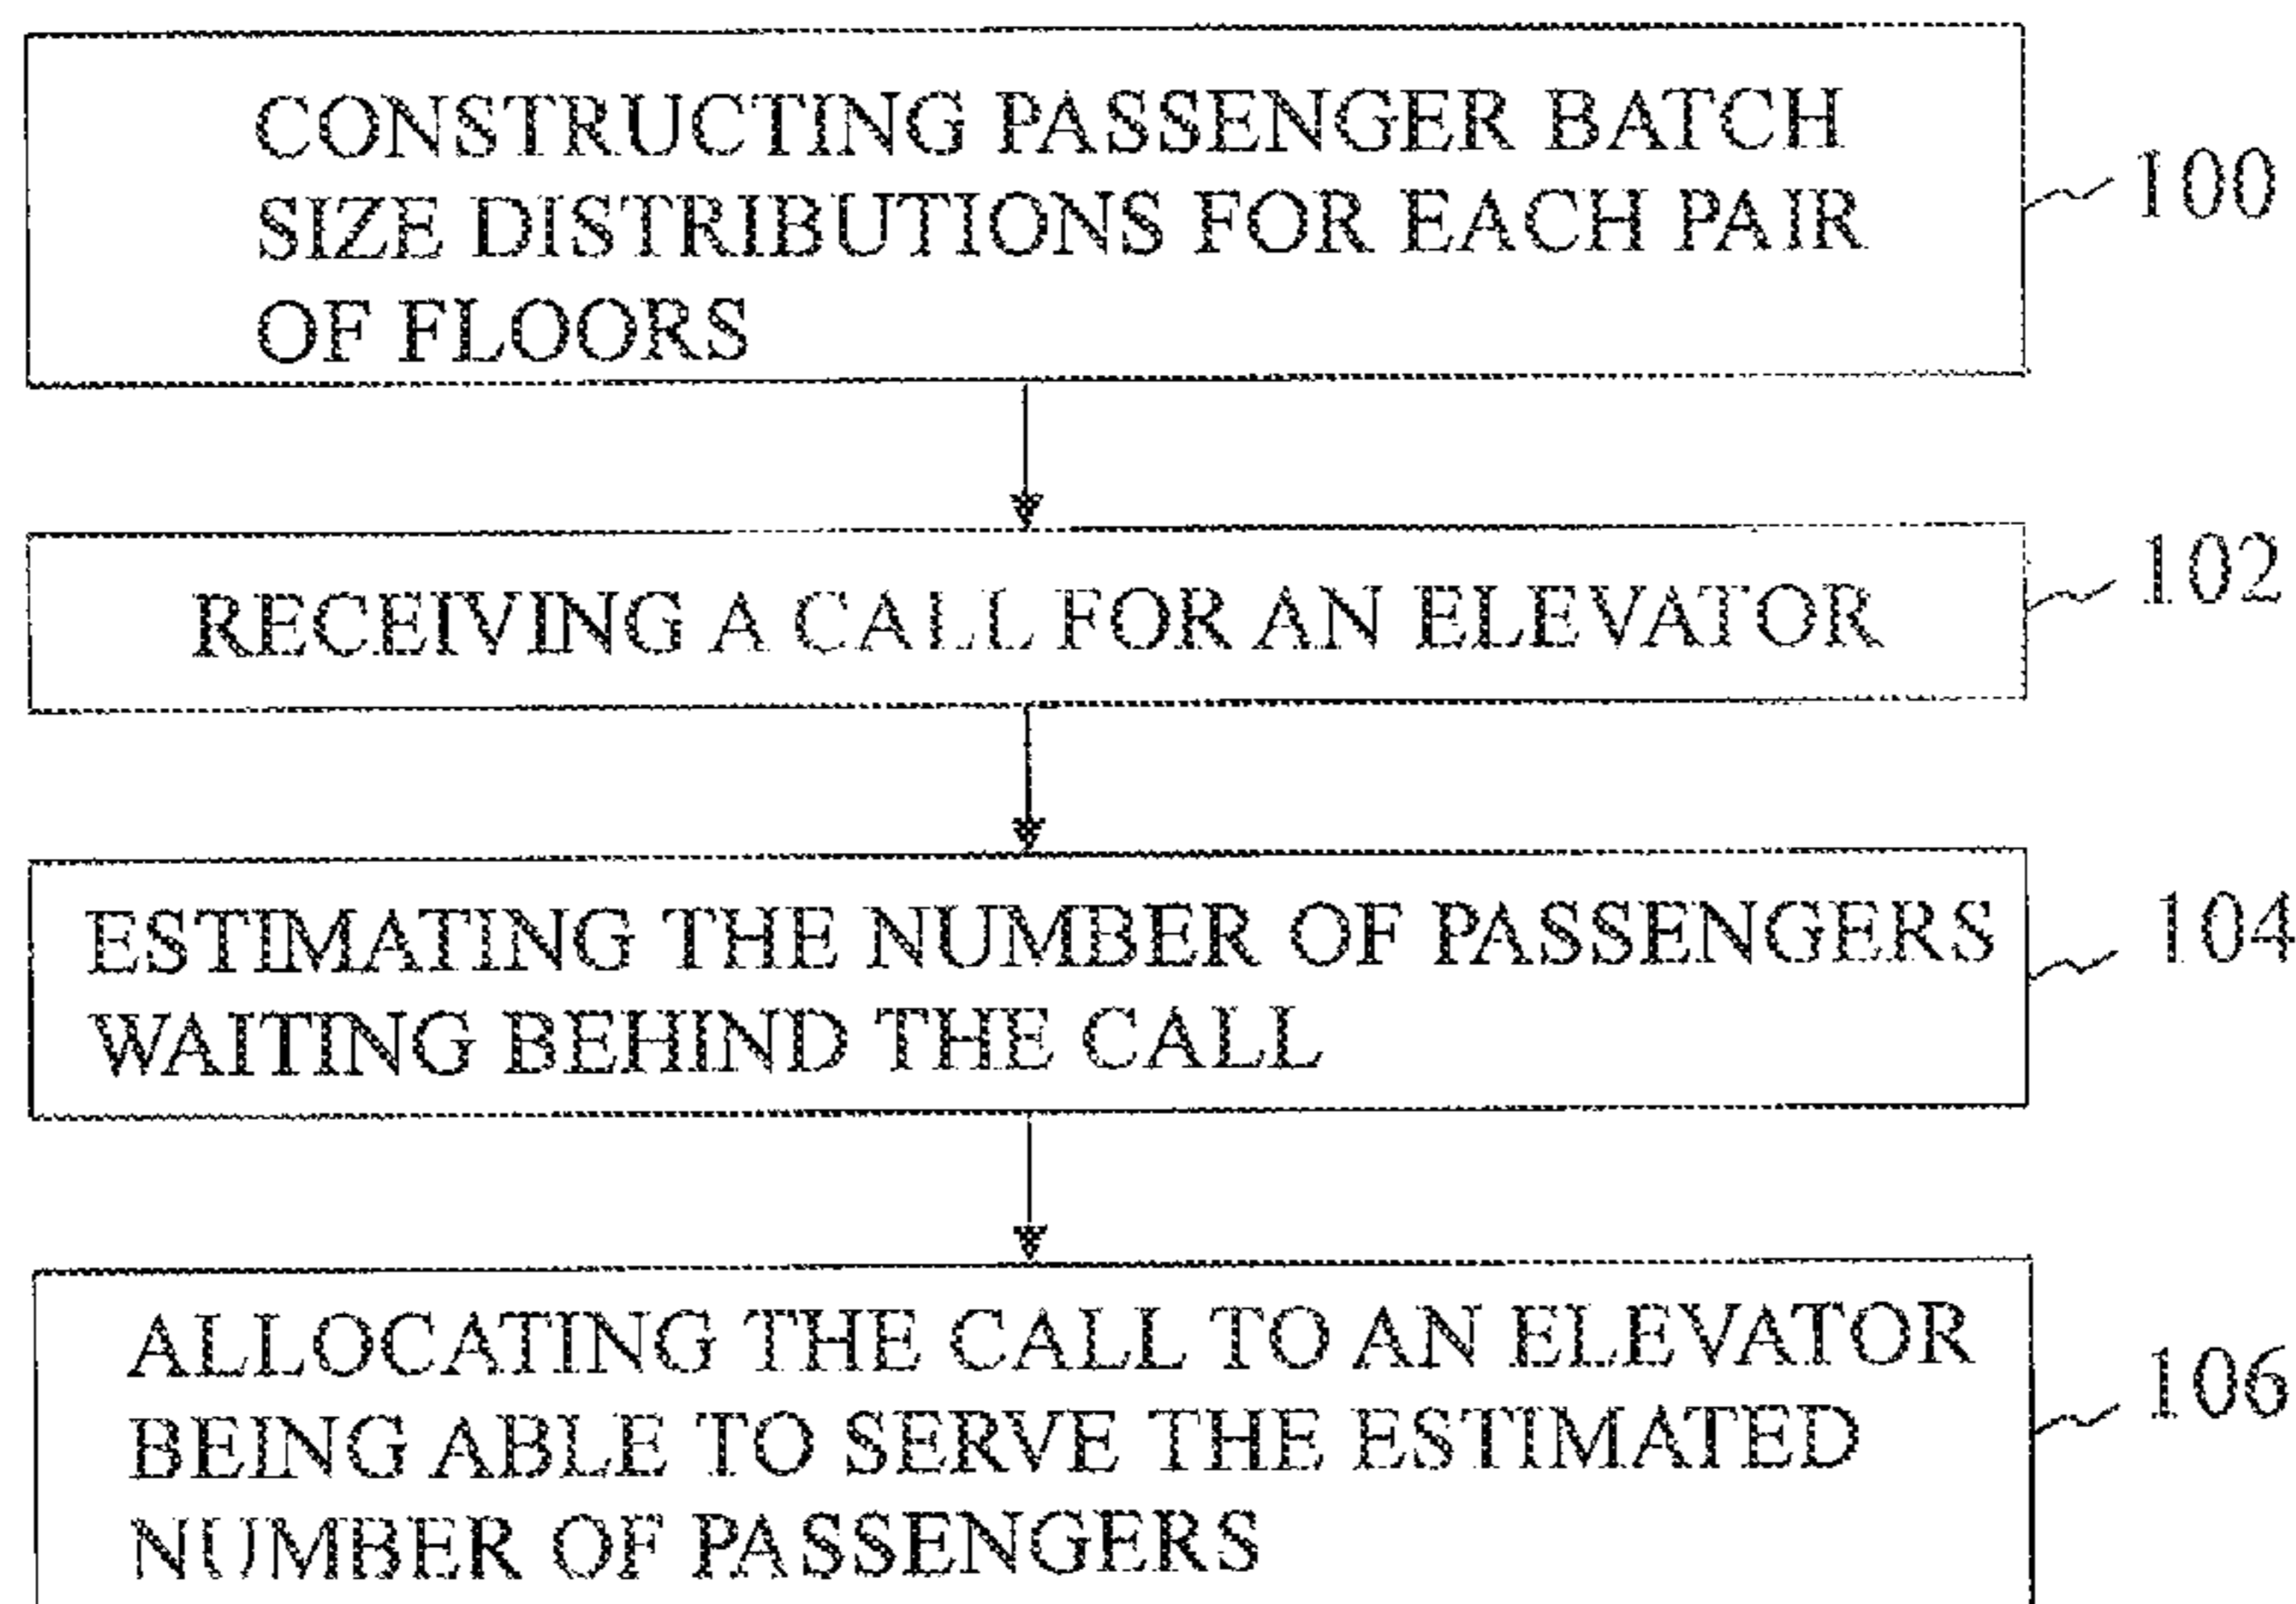 CONSTRUCTING PASSENGER BATCH
SIZE DISTRIBUTIONS FOR EACH PAIR
OF FLOORS
100
RECEIVING A CALL FOR AN ELEVATOR
102
ESTIMATING THE NUMBER OF PASSENGERS
WAITING BEHIND THE CALL
104
ALLOCATING THE CALL TO AN ELEVATOR
BEING ABLE TO SERVE THE ESTIMATED
NUMBER OF PASSENGERS
106